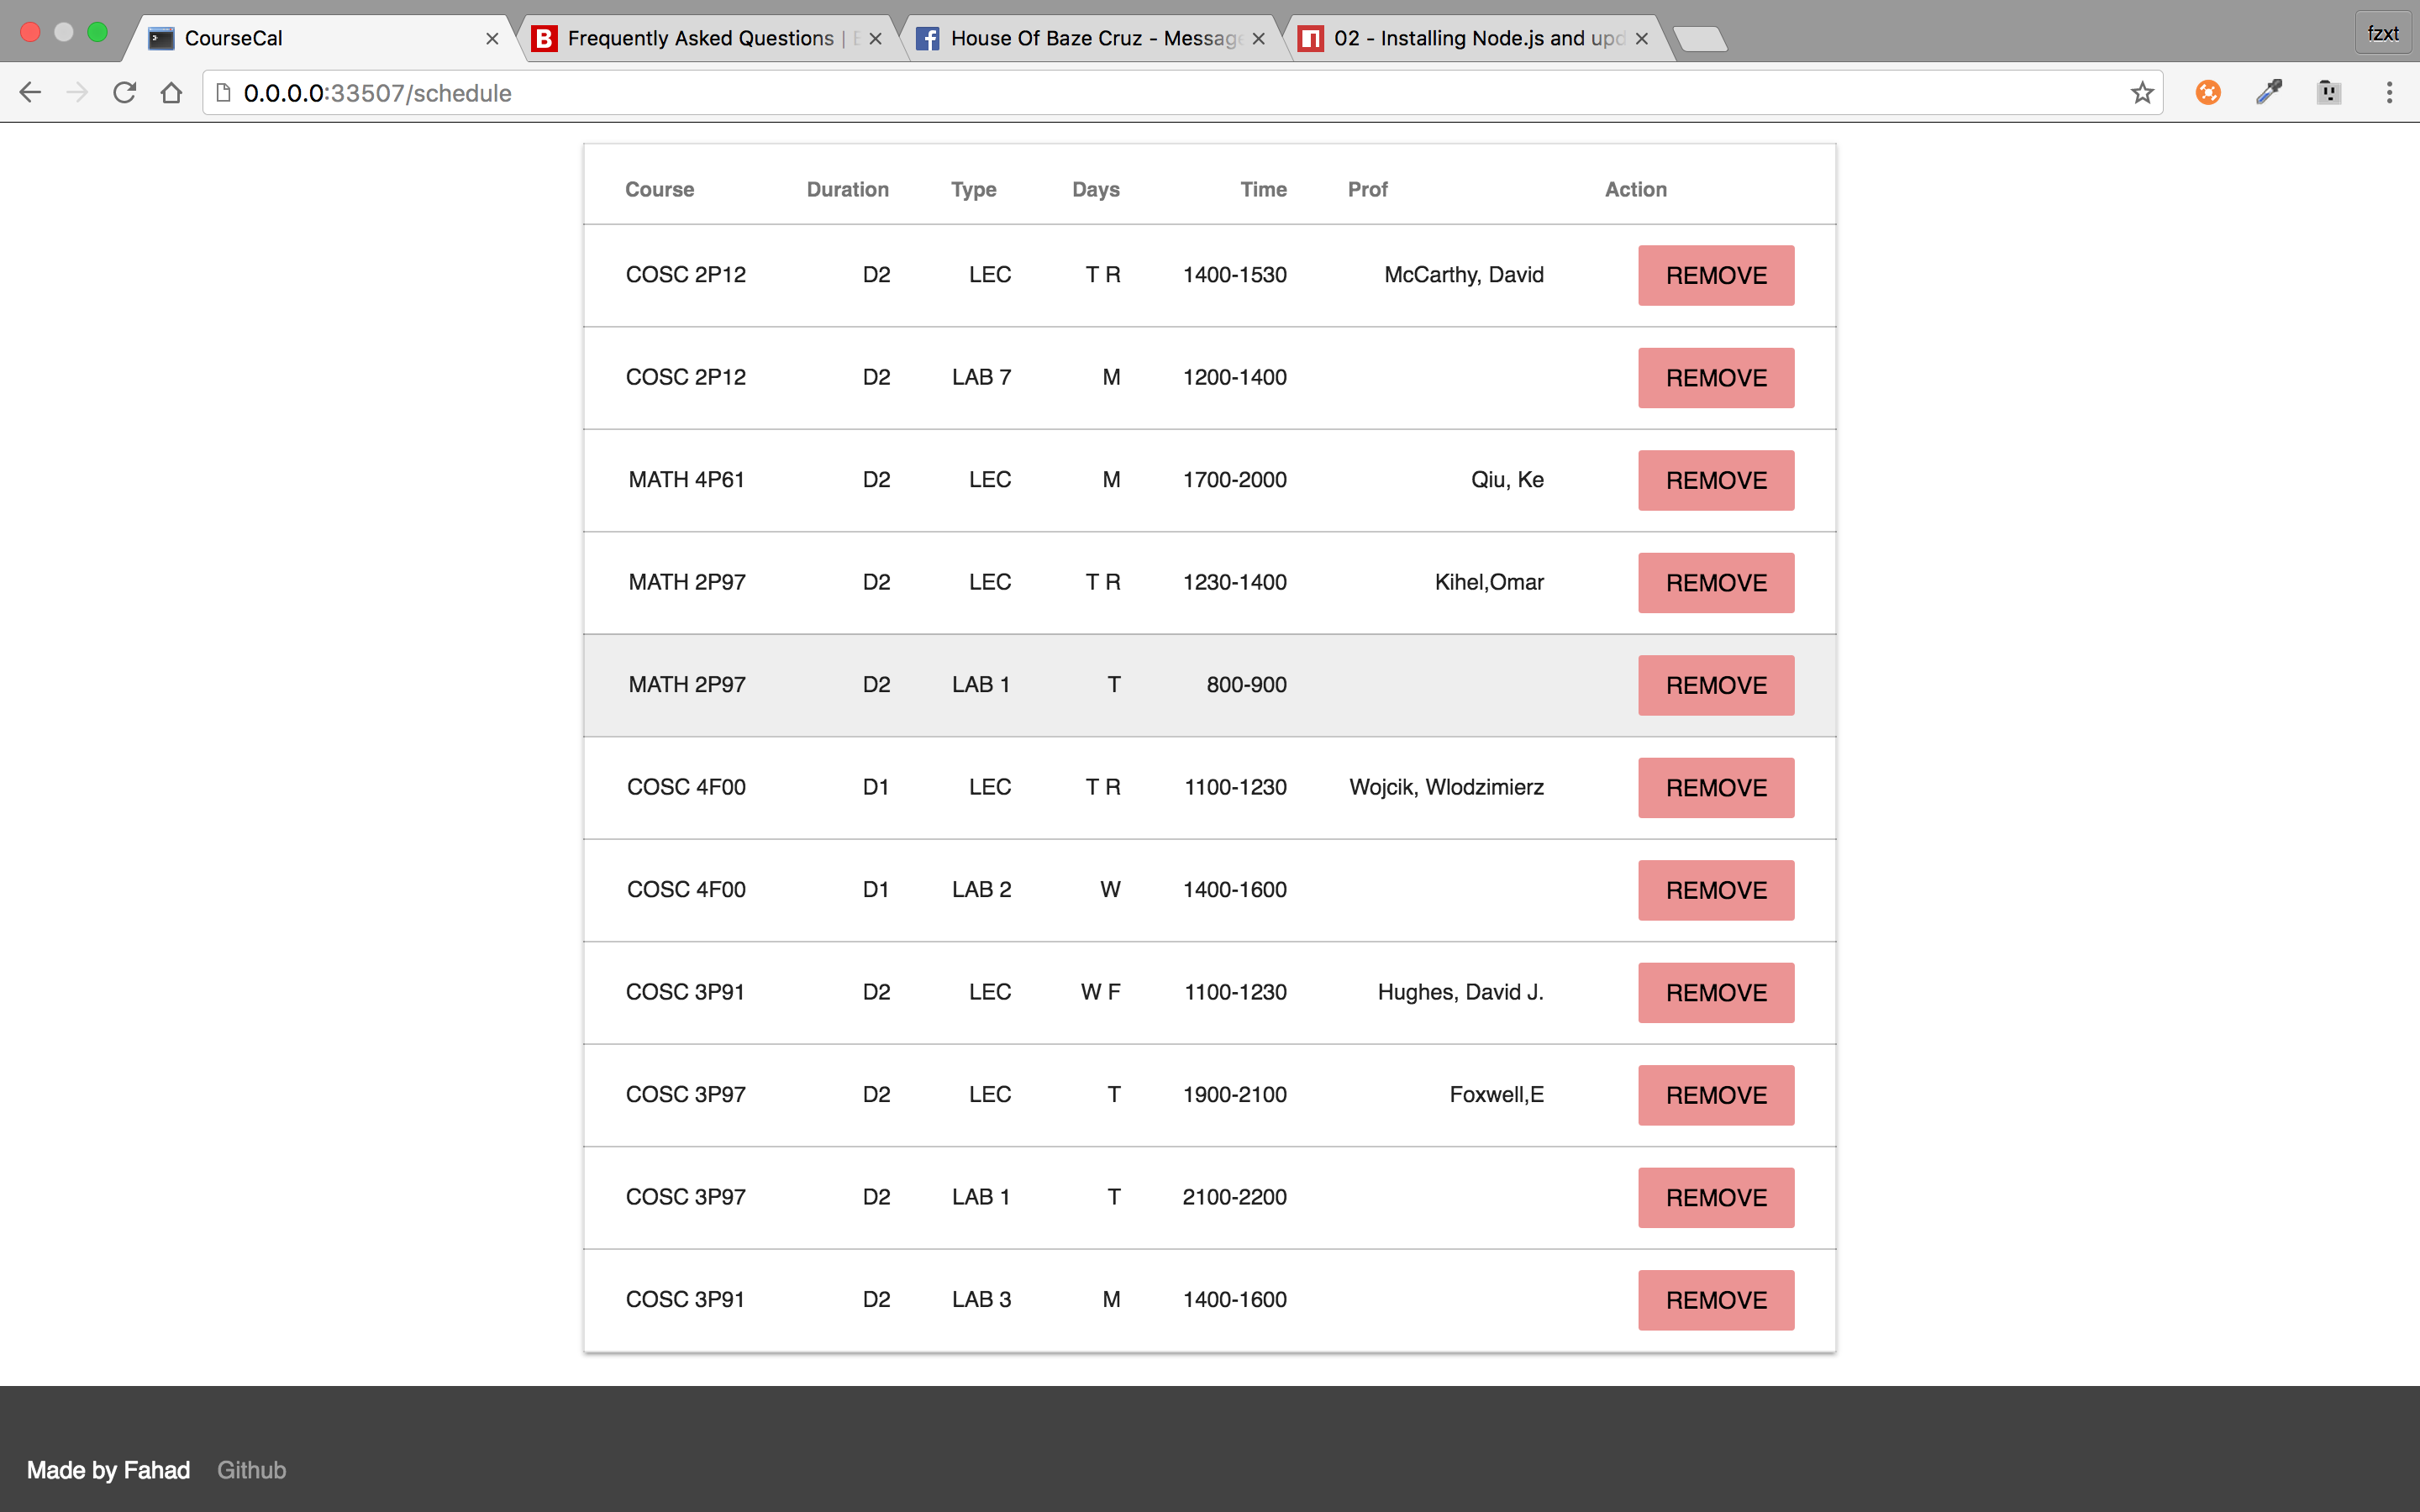 CourseCal
Frequently Asked Questions |
House Of Baze Cruz - Message
02 - Installing Node.js and upd
fzxt
0.0.0.0:33507/schedule
Course Duration Type Days Time Prof Action
COSC 2P12 D2 LEC T R 1400-1530 McCarthy, David REMOVE
COSC 2P12 D2 LAB 7 M 1200-1400 REMOVE
MATH 4P61 D2 LEC M 1700-2000 Qiu, Ke REMOVE
MATH 2P97 D2 LEC T R 1230-1400 Kihel,Omar REMOVE
MATH 2P97 D2 LAB 1 T 800-900 REMOVE
COSC 4F00 D1 LEC T R 1100-1230 Wojcik, Wlodzimierz REMOVE
COSC 4F00 D1 LAB 2 W 1400-1600 REMOVE
COSC 3P91 D2 LEC W F 1100-1230 Hughes, David J. REMOVE
COSC 3P97 D2 LEC T 1900-2100 Foxwell,E REMOVE
COSC 3P97 D2 LAB 1 T 2100-2200 REMOVE
COSC 3P91 D2 LAB 3 M 1400-1600 REMOVE
Made by Fahad Github